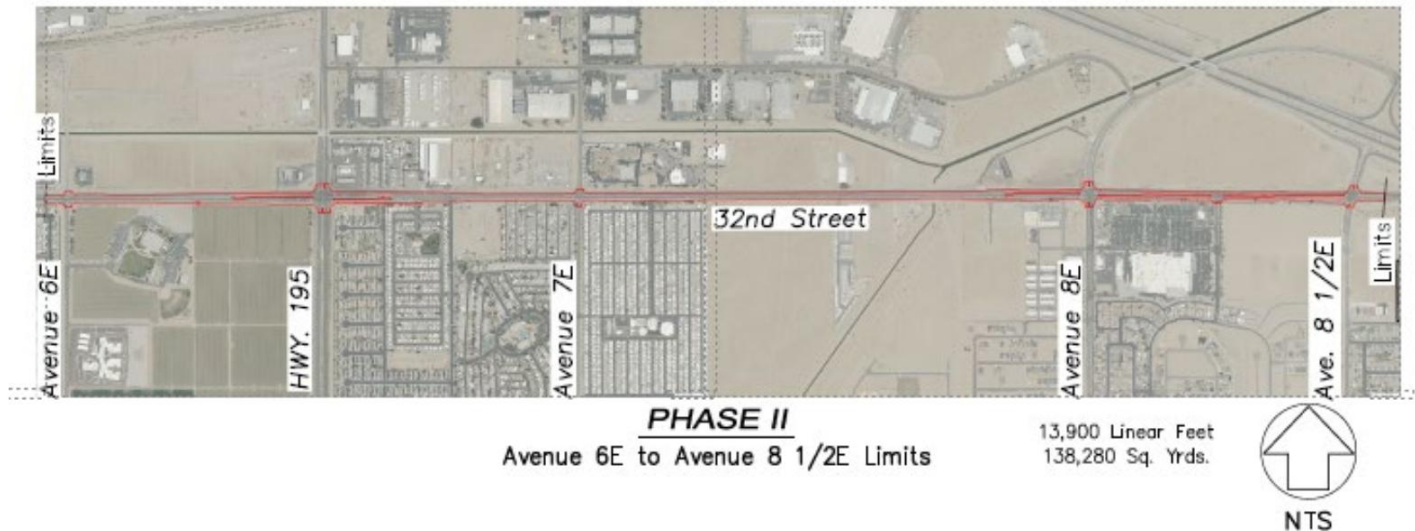 Limits
Avenue 6E
HWY. 195
Avenue 7E
32nd Street
Avenue 8E
Ave. 8 1/2E
Limits
PHASE II
Avenue 6E to Avenue 8 1/2E Limits
13,900 Linear Feet
138,280 Sq. Yrds.
NTS